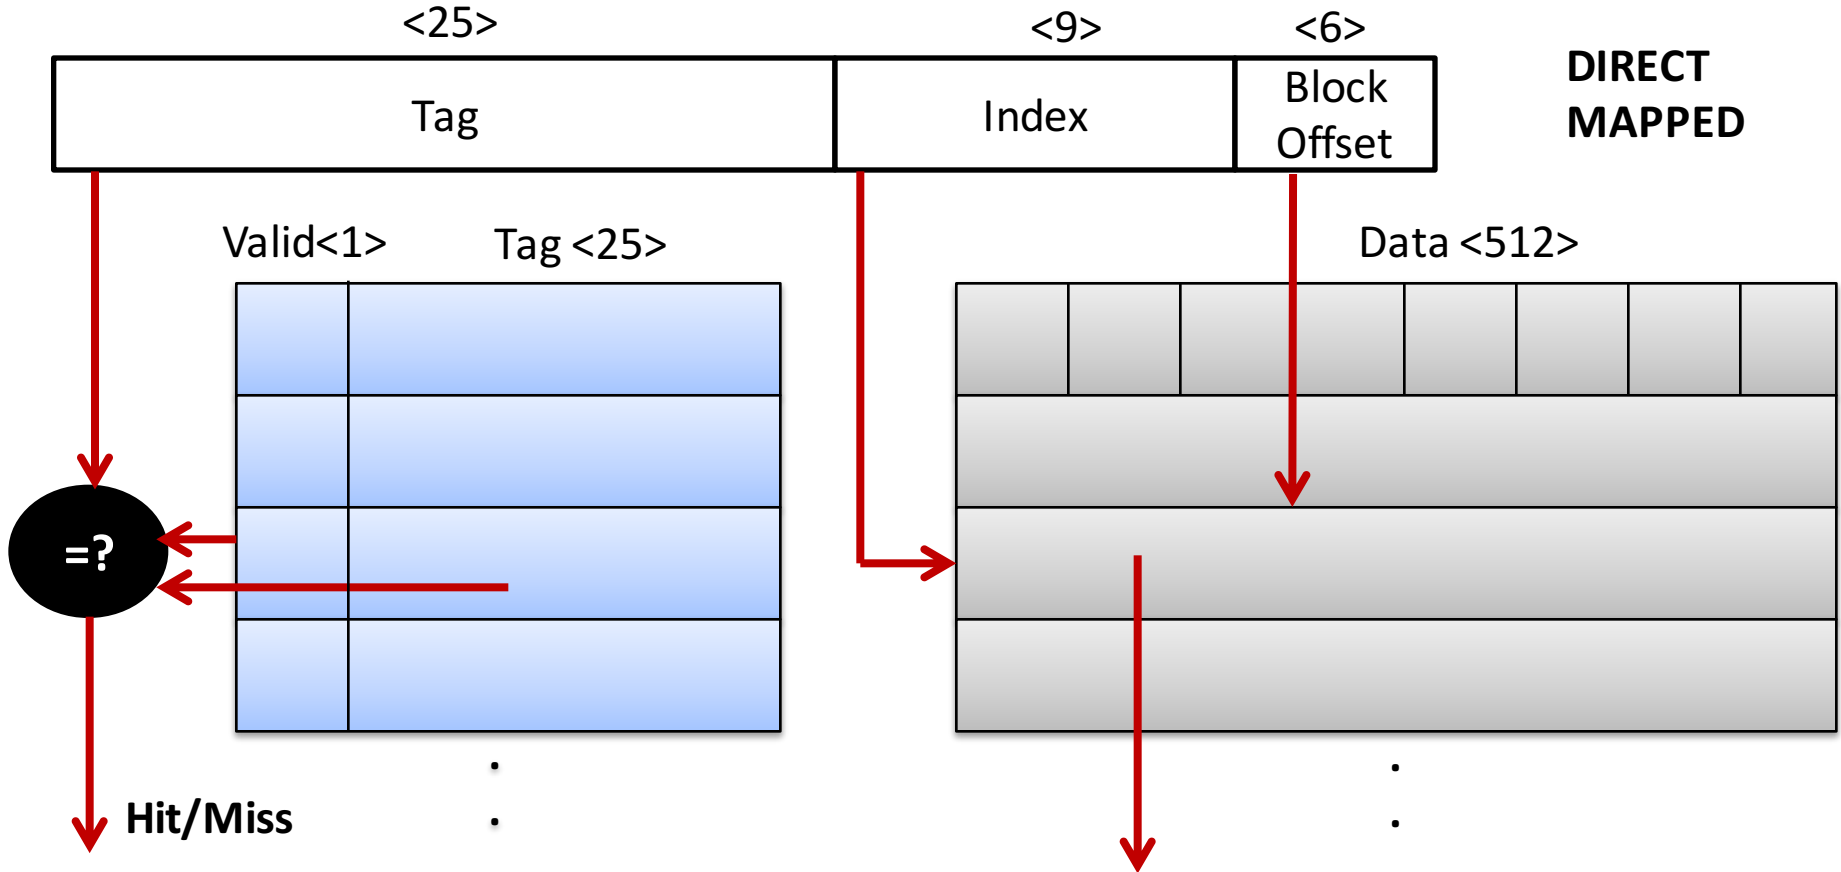 <25>
<9>
<6>
Tag
Index
Block
Offset
DIRECT
MAPPED
Valid<1>
Tag <25>
Data <512>
=?
Hit/Miss